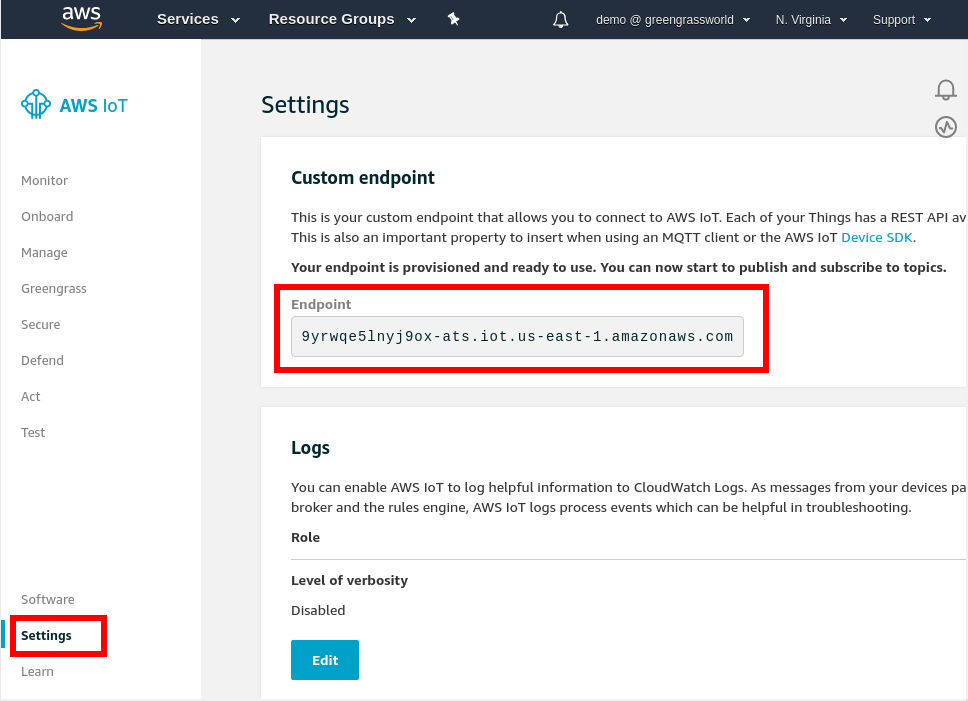 aws Services Resource Groups demo @ greengrassworld N. Virginia Support
AWS IoT
Monitor
Onboard
Manage
Greengrass
Secure
Defend
Act
Test
Software
Settings
Learn
Settings
Custom endpoint
This is your custom endpoint that allows you to connect to AWS IoT. Each of your Things has a REST API av
This is also an important property to insert when using an MQTT client or the AWS IoT Device SDK.
Your endpoint is provisioned and ready to use. You can now start to publish and subscribe to topics.
Endpoint
9yrwqe5lnyj9ox-ats.iot.us-east-1.amazonaws.com
Logs
You can enable AWS IoT to log helpful information to CloudWatch Logs. As messages from your devices pa
broker and the rules engine, AWS IoT logs process events which can be helpful in troubleshooting.
Role
Level of verbosity
Disabled
Edit